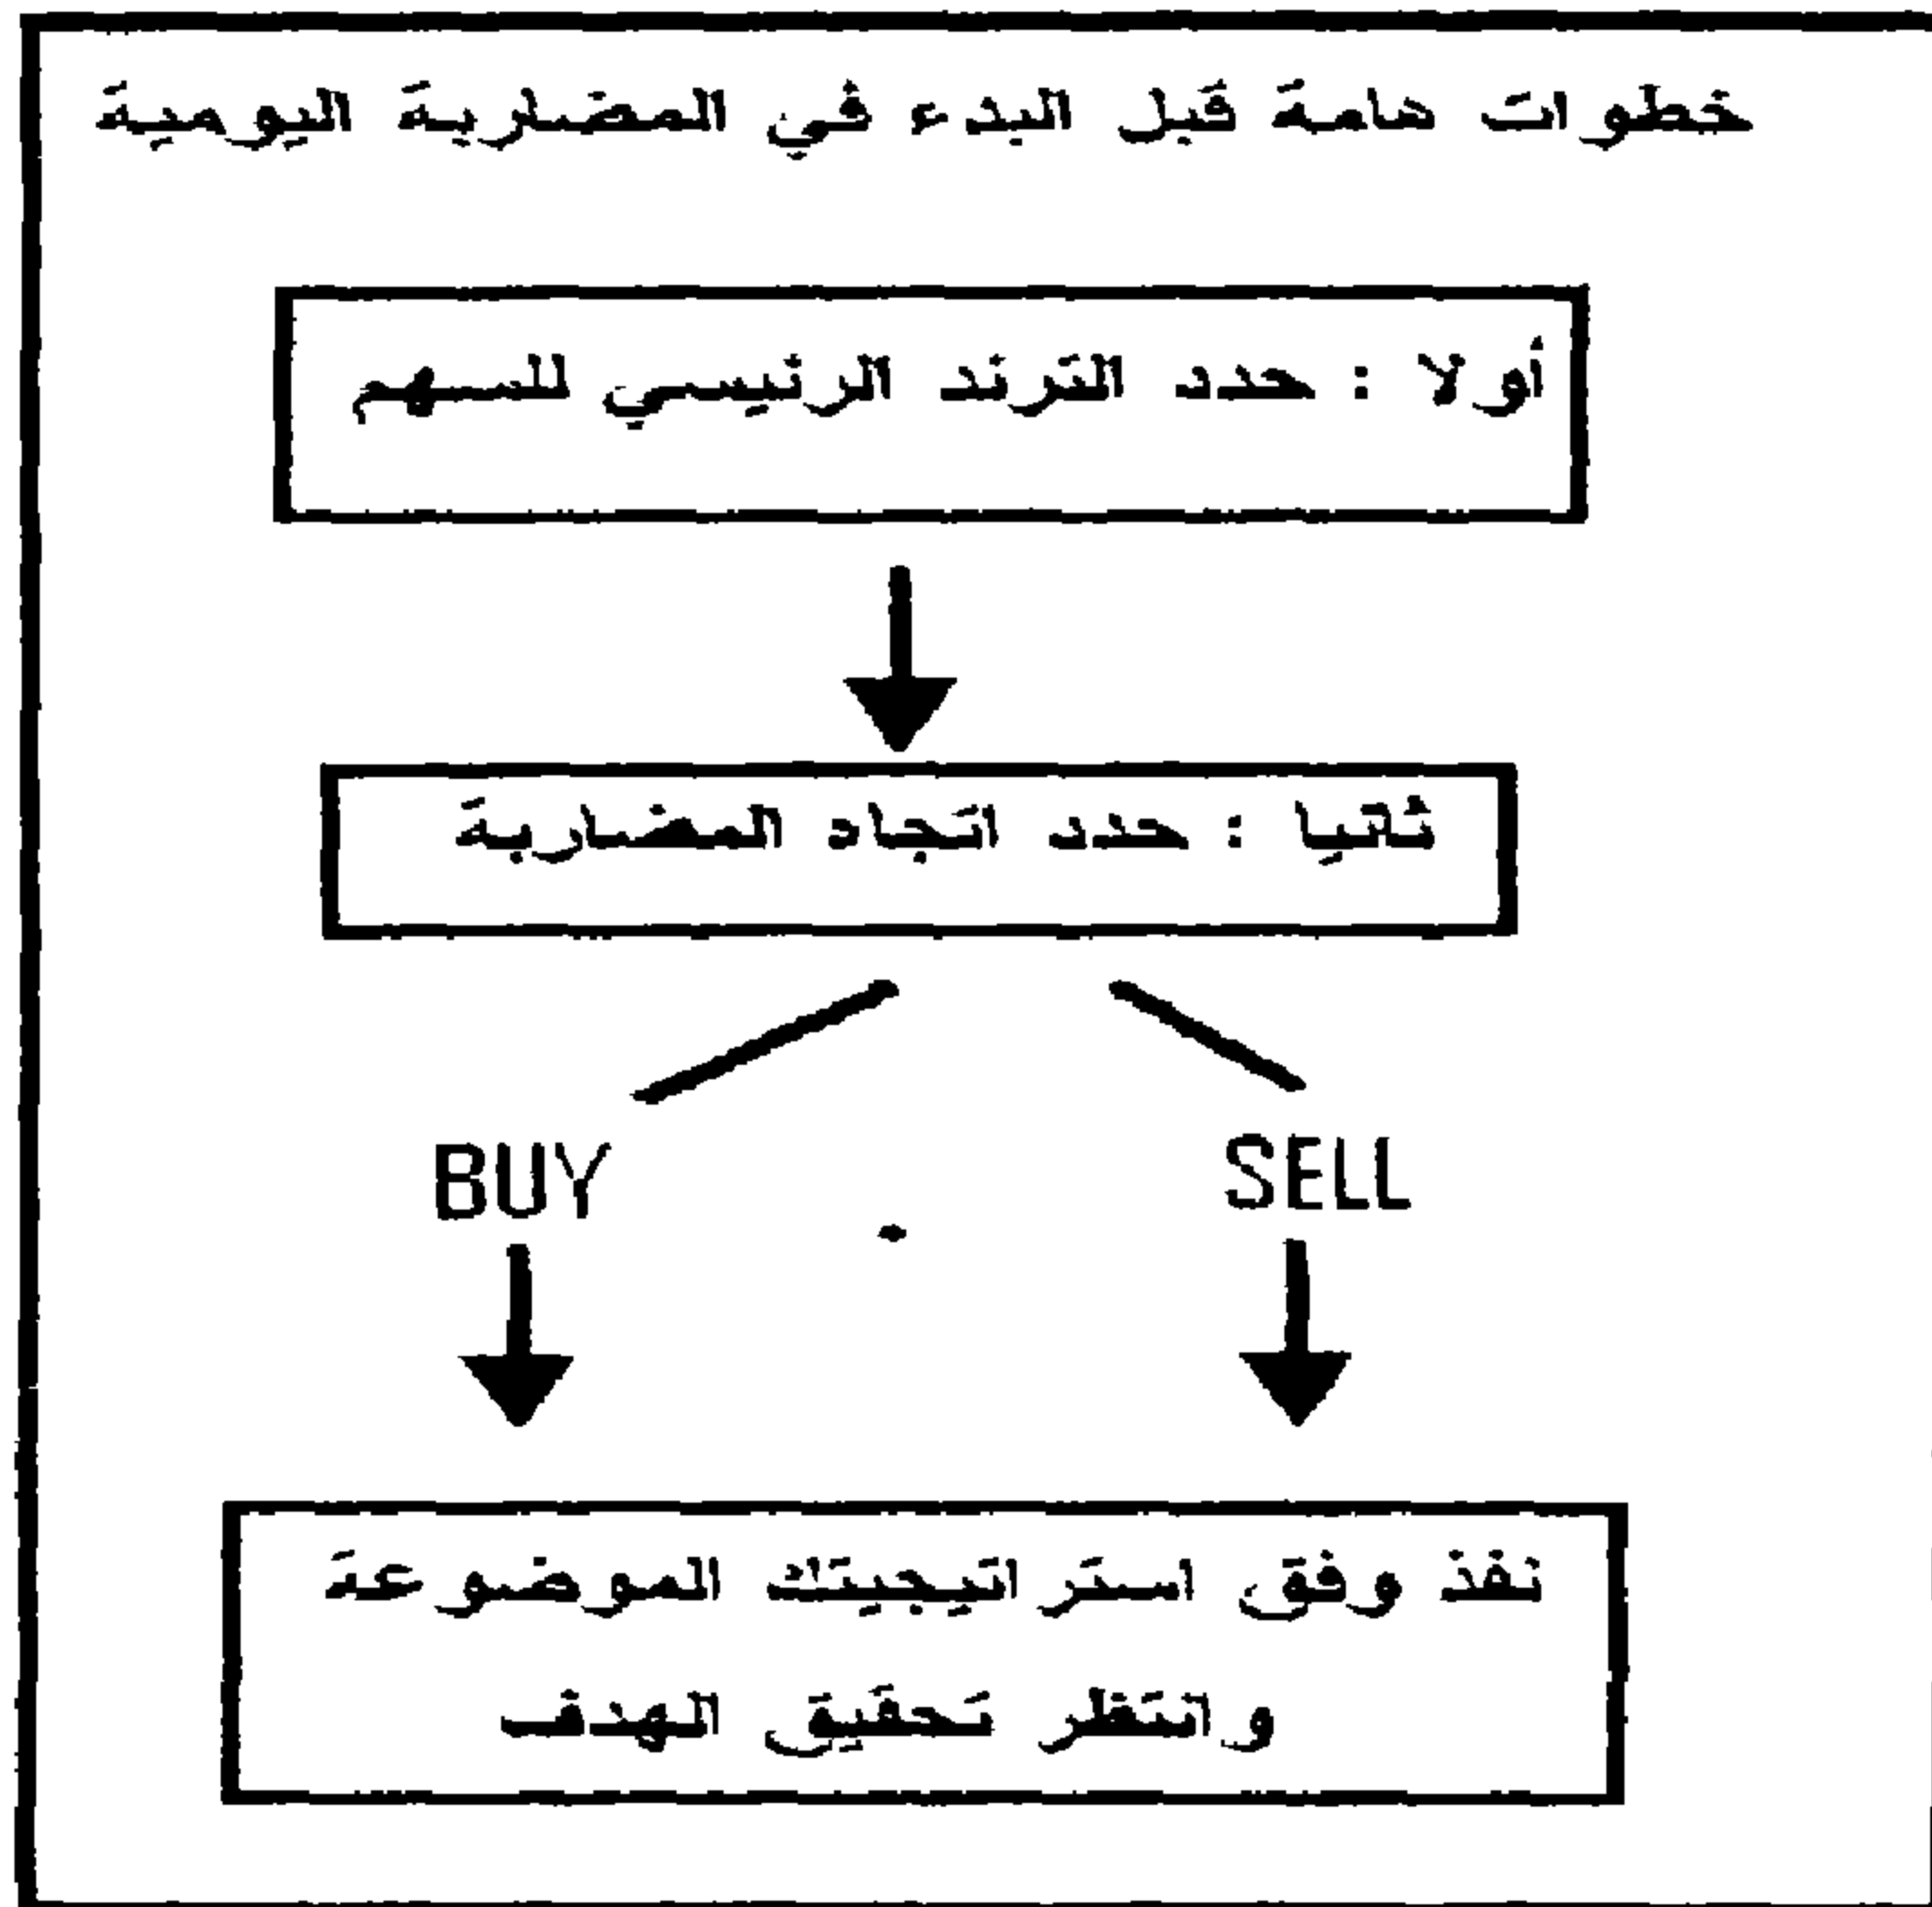 خطوات هامة قبل البدء في المضاربة اليومية
أولا : حدد الترند الرئيسي للسهم
ثانيا : حدد اتجاه المضاربة
BUY
SELL
نفذ وفق استراتيجيتك الموضوعة
وانتظر تحقيق الهدف